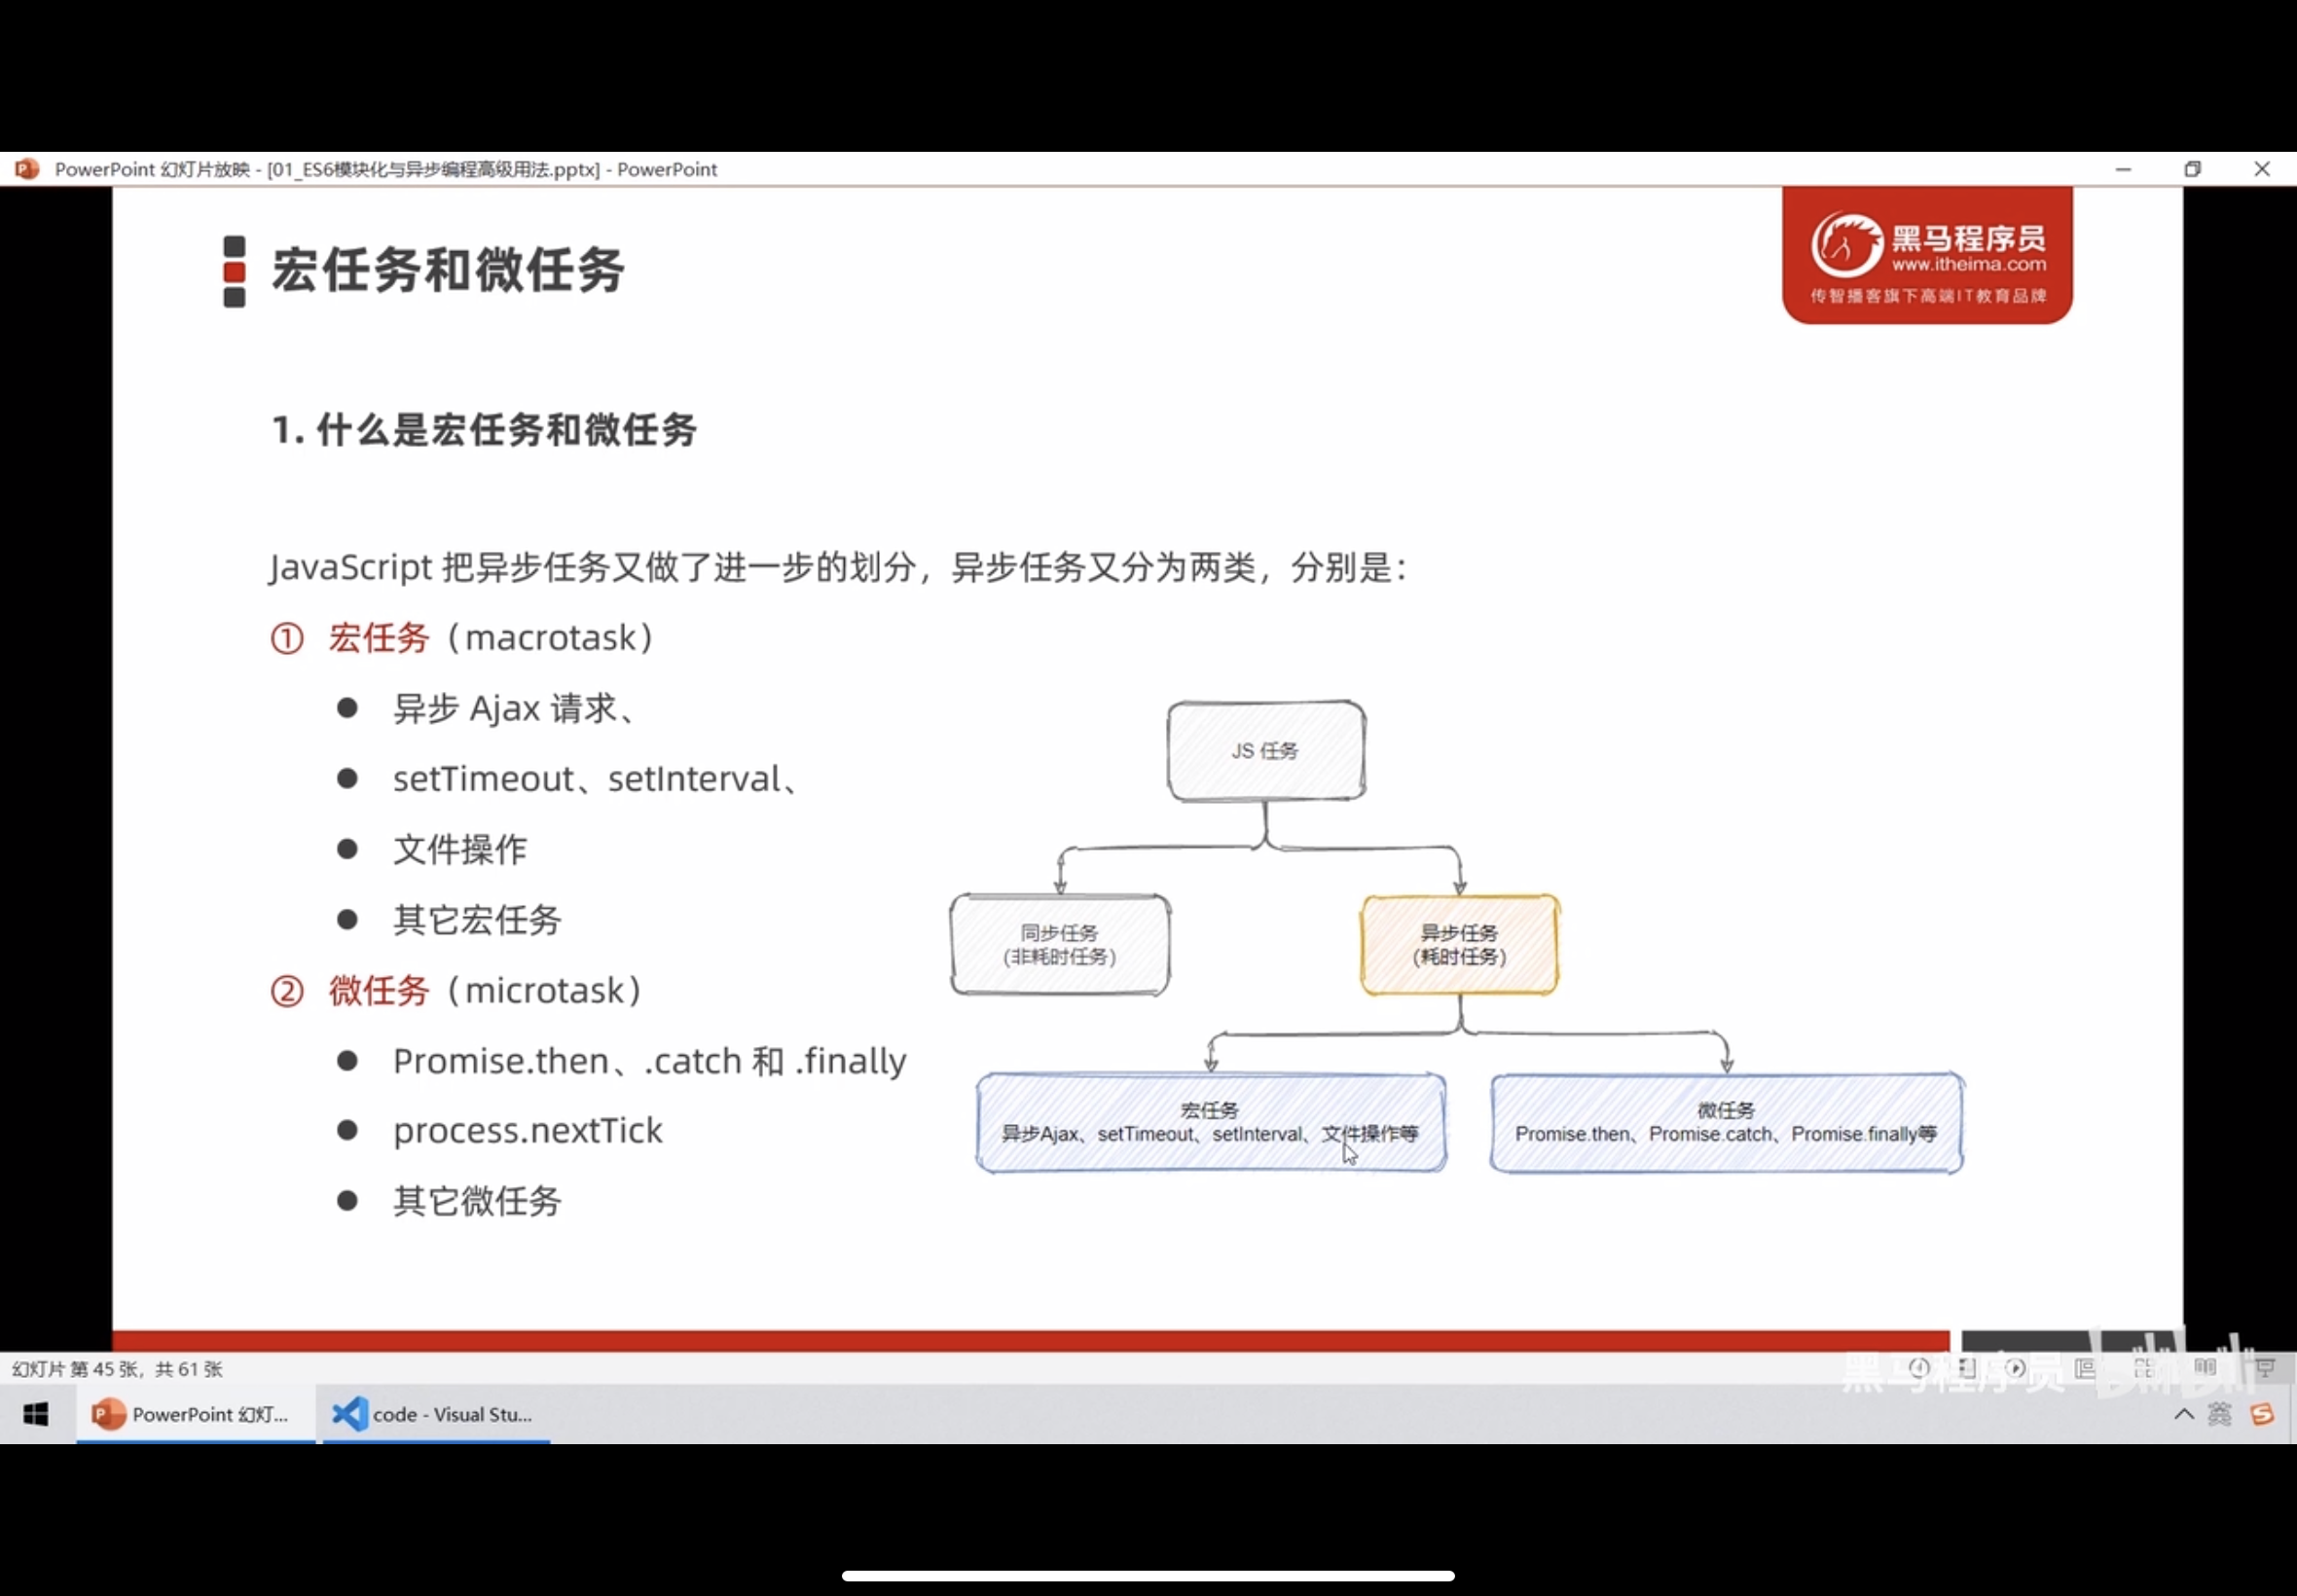 PowerPoint 幻灯片放映 - [01_ES6模块化与异步编程高级用法.pptx] - PowerPoint
宏任务和微任务
黑马程序员
www.itheima.com
传智播客旗下高端IT教育品牌
1. 什么是宏任务和微任务
JavaScript 把异步任务又做了进一步的划分，异步任务又分为两类，分别是：
① 宏任务（macrotask）
● 异步 Ajax 请求、
● setTimeout、setInterval、
● 文件操作
● 其它宏任务
② 微任务（microtask）
● Promise.then、.catch 和 .finally
● process.nextTick
● 其它微任务
JS 任务
同步任务
(非耗时任务)
异步任务
(耗时任务)
宏任务
异步Ajax、setTimeout、setInterval、文件操作等
微任务
Promise.then、Promise.catch、Promise.finally等
幻灯片 第 45 张，共 61 张
黑马程序员
bilibili
PowerPoint 幻灯...
code - Visual Stu...
英